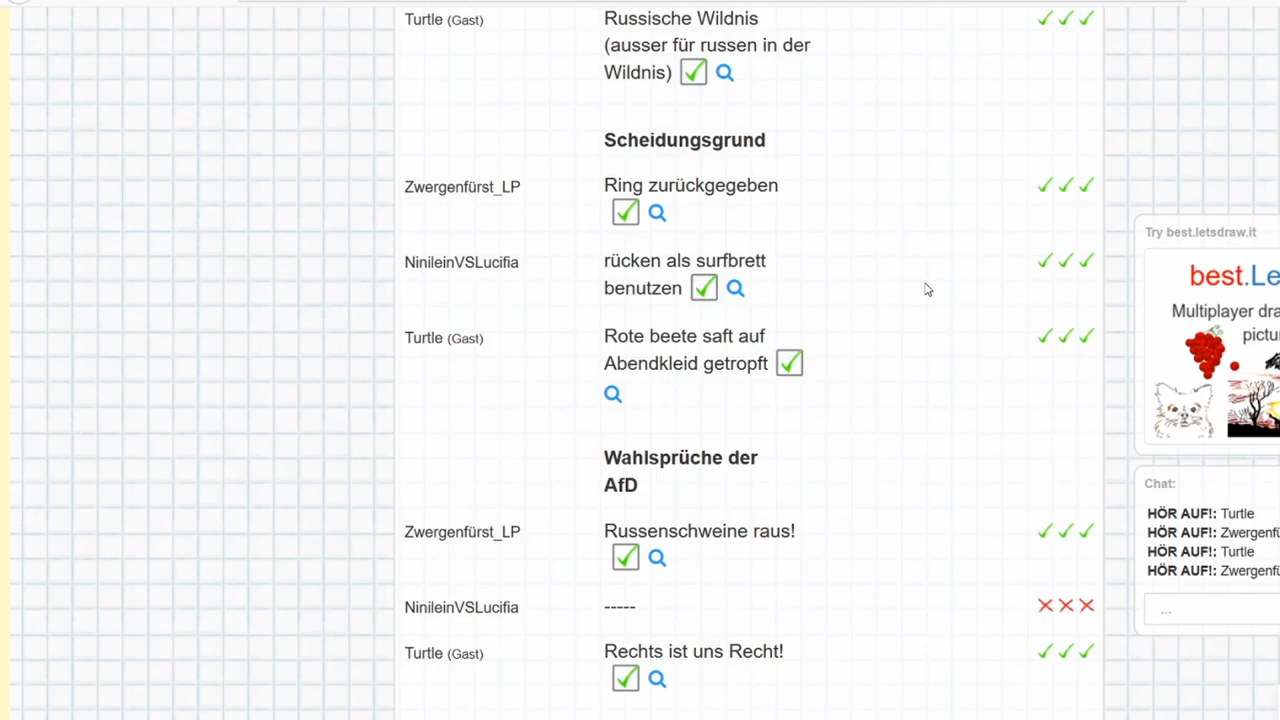 Turtle (Gast)
Russische Wildnis
(ausser für russen in der
Wildnis)
Scheidungsgrund
Zwergenfürst_LP
Ring zurückgegeben
NinileinVSLucifia
rücken als surfbrett
benutzen
Turtle (Gast)
Rote beete saft auf
Abendkleid getropft
Wahlsprüche der
AfD
Zwergenfürst_LP
Russenschweine raus!
NinileinVSLucifia
-----
Turtle (Gast)
Rechts ist uns Recht!
Try best.letsdraw.it
best.Le
Multiplayer dra
pictu
Chat:
HÖR AUF!: Turtle
HÖR AUF!: Zwergenfü
HÖR AUF!: Turtle
HÖR AUF!: Zwergenfü
...